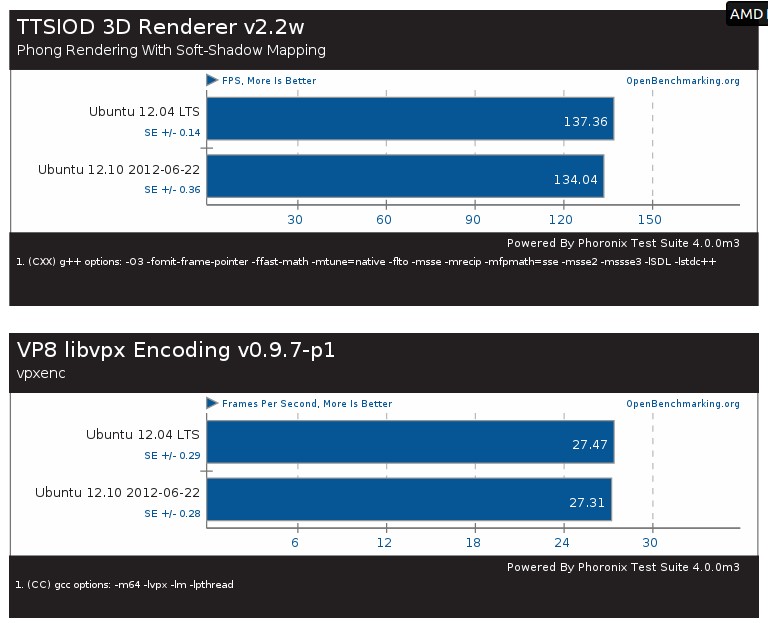 AMD
TTSIOD 3D Renderer v2.2w
Phong Rendering With Soft-Shadow Mapping
FPS, More Is Better
OpenBenchmarking.org
Ubuntu 12.04 LTS
SE +/- 0.14
137.36
Ubuntu 12.10 2012-06-22
SE +/- 0.36
134.04
30 60 90 120 150
Powered By Phoronix Test Suite 4.0.0m3
1. (CXX) g++ options: -O3 -fomit-frame-pointer -ffast-math -mtune=native -flto -msse -mrecip -mfpmath=sse -msse2 -mssse3 -lSDL -lstdc++
VP8 libvpx Encoding v0.9.7-p1
vpxenc
Frames Per Second, More Is Better
OpenBenchmarking.org
Ubuntu 12.04 LTS
SE +/- 0.29
27.47
Ubuntu 12.10 2012-06-22
SE +/- 0.28
27.31
6 12 18 24 30
Powered By Phoronix Test Suite 4.0.0m3
1. (CC) gcc options: -m64 -lvpx -lm -lpthread